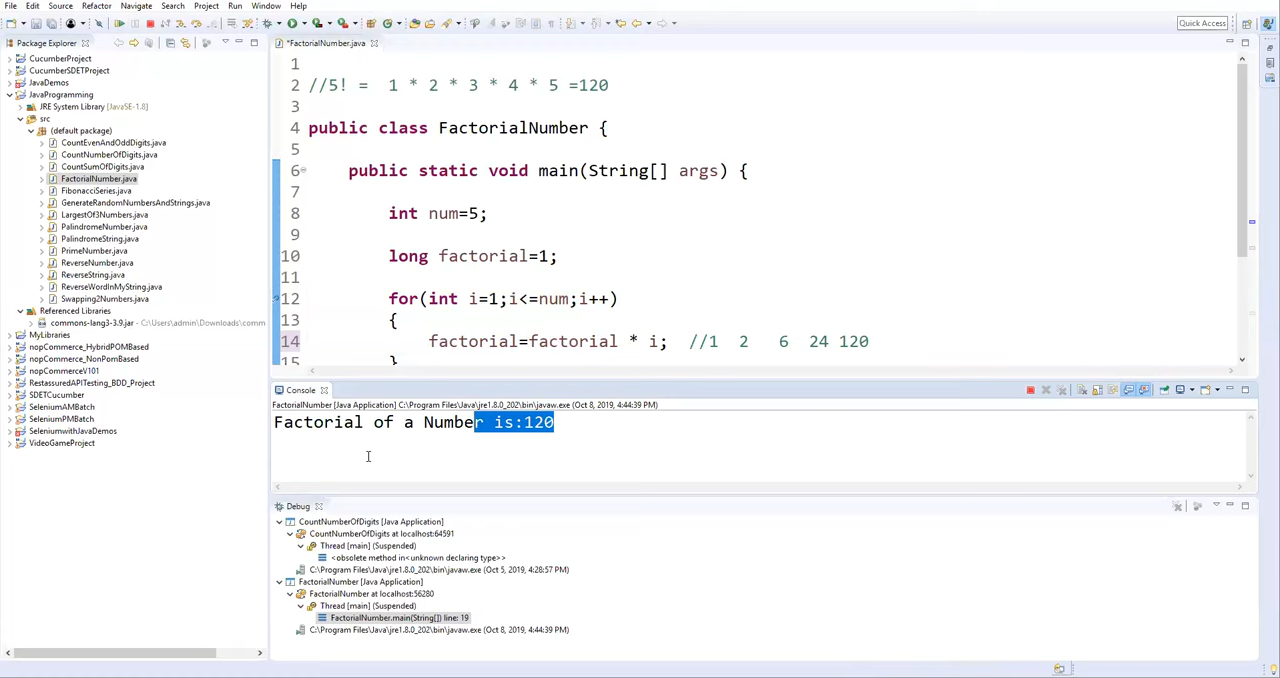 File Edit Source Refactor Navigate Search Project Run Window Help
Quick Access
Package Explorer
*FactorialNumber.java
CucumberProject
CucumberSDETProject
JavaDemos
JavaProgramming
JRE System Library [JavaSE-1.8]
src
(default package)
CountEvenAndOddDigits.java
CountNumberOfDigits.java
CountSumOfDigits.java
FactorialNumber.java
FibonacciSeries.java
GenerateRandomNumbersAndStrings.java
LargestOf3Numbers.java
PalindromeNumber.java
PalindromeString.java
PrimeNumber.java
ReverseNumber.java
ReverseString.java
ReverseWordInMyString.java
Swapping2Numbers.java
Referenced Libraries
commons-lang3-3.9.jar - C:\Users\admin\Downloads\comm
MyLibraries
nopCommerce_HybridPOMBased
nopCommerce_NonPomBased
nopCommerceV101
RestassuredAPITesting_BDD_Project
SDETCucumber
SeleniumAMBatch
SeleniumPMBatch
SeleniumwithJavaDemos
VideoGameProject
1
2 //5! = 1 * 2 * 3 * 4 * 5 =120
3
4 public class FactorialNumber {
5
6 public static void main(String[] args) {
7
8 int num=5;
9
10 long factorial=1;
11
12 for(int i=1;i<=num;i++)
13 {
14 factorial=factorial * i; //1 2 6 24 120
15 }
Console
FactorialNumber [Java Application] C:\Program Files\Java\jre1.8.0_202\bin\javaw.exe (Oct 8, 2019, 4:44:39 PM)
Factorial of a Number is:120
Debug
CountNumberOfDigits [Java Application]
CountNumberOfDigits at localhost:64591
Thread [main] (Suspended)
<obsolete method in<unknown declaring type>>
C:\Program Files\Java\jre1.8.0_202\bin\javaw.exe (Oct 5, 2019, 4:28:57 PM)
FactorialNumber [Java Application]
FactorialNumber at localhost:56280
Thread [main] (Suspended)
FactorialNumber.main(String[]) line: 19
C:\Program Files\Java\jre1.8.0_202\bin\javaw.exe (Oct 8, 2019, 4:44:39 PM)